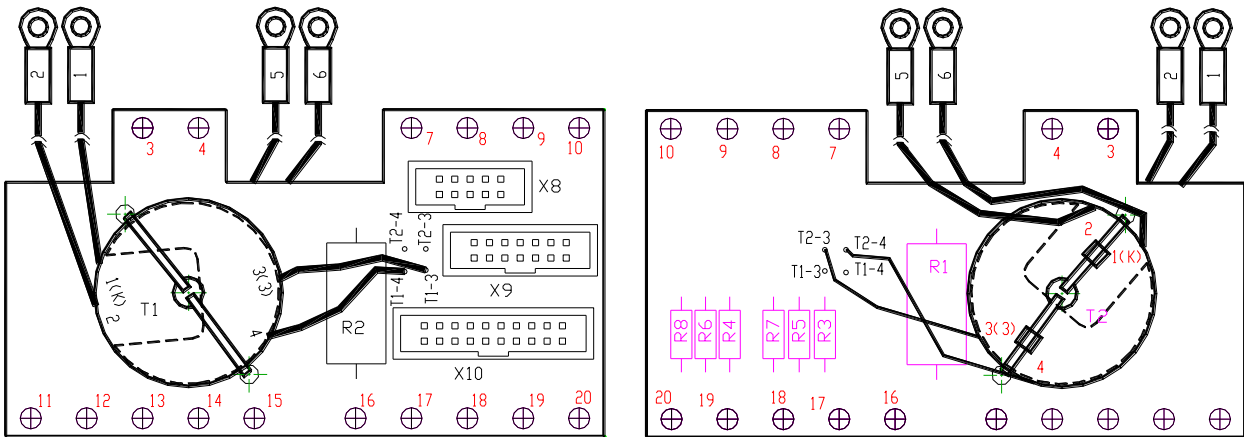 2 1 5 6
3 4 7 8 9 10
X8
T2-4 T2-3
1(K) 2 T1 3(3) 4
T1-4 T1-3
X9
R2
X10
11 12 13 14 15 16 17 18 19 20
5 6 2 1
10 9 8 7 4 3
2
1(K)
T2-3 T2-4
T1-3 T1-4
R1
T2
R8 R6 R4 R7 R5 R3
3(3)
4
20 19 18 17 16